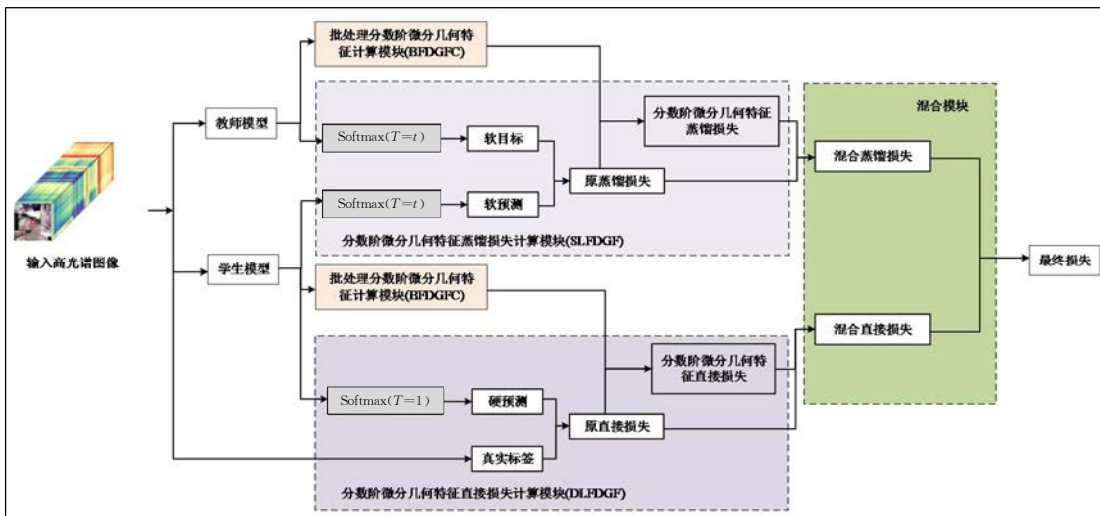 批处理分数阶微分几何特
征计算模块(BFDGFC)
混合模块
分数阶微分几何特征
蒸馏损失
教师模型
Softmax(T=t)
软目标
混合蒸馏损失
原蒸馏损失
Softmax(T=t)
软预测
分数阶微分几何特征蒸馏损失计算模块(SLFDGF)
输入高光谱图像
学生模型
最终损失
批处理分数阶微分几何特
征计算模块(BFDGFC)
混合直接损失
分数阶微分几何特
征直接损失
Softmax(T=1)
硬预测
原直接损失
真实标签
分数阶微分几何特征直接损失计算模块(DLFDGF)